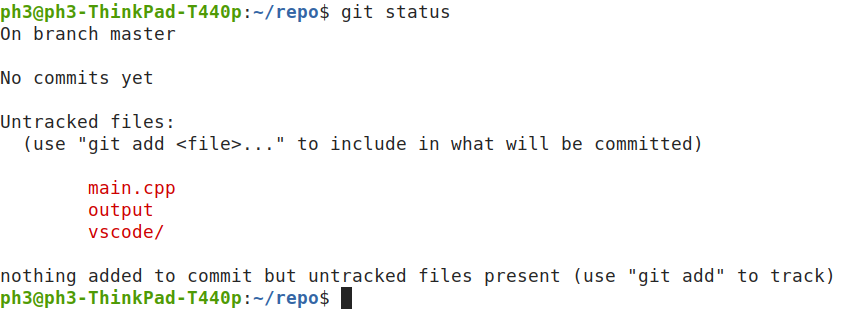 ph3@ph3-ThinkPad-T440p:~/repo$ git status
On branch master
No commits yet
Untracked files:
(use "git add <file>..." to include in what will be committed)
main.cpp
output
vscode/
nothing added to commit but untracked files present (use "git add" to track)
ph3@ph3-ThinkPad-T440p:~/repo$